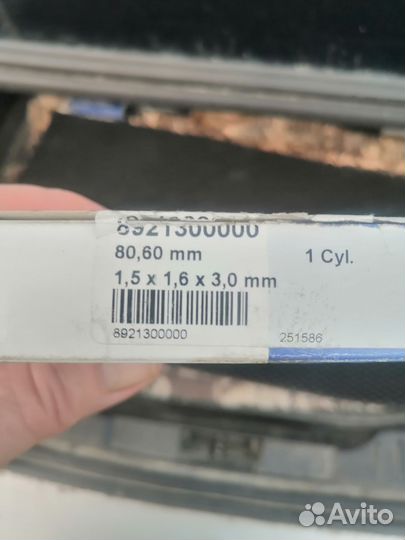 8921300000
80,60 mm
1 Cyl.
1,5 x 1,6 x 3,0 mm
8921300000
251586
Avito